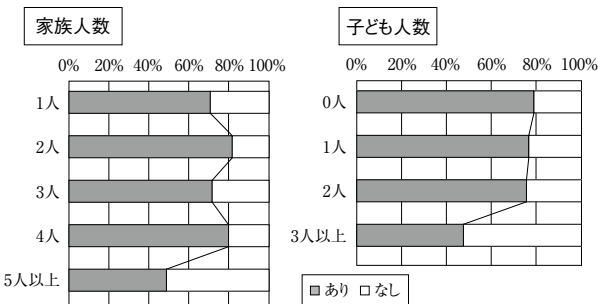 家族人数
0% 20% 40% 60% 80% 100%
1人
2人
3人
4人
5人以上
子ども人数
0% 20% 40% 60% 80% 100%
0人
1人
2人
3人以上
あり なし